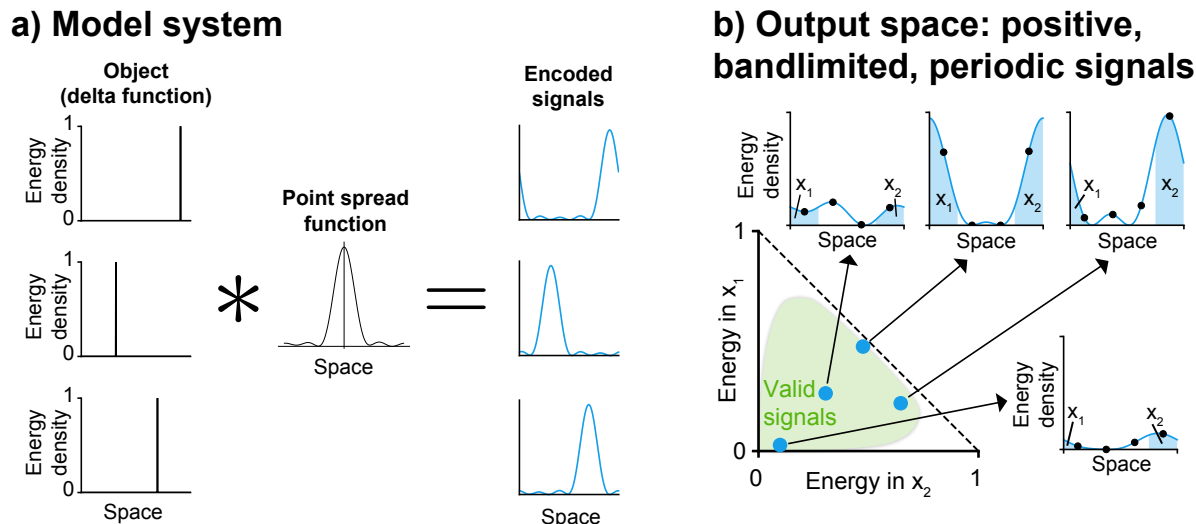 a) Model system
Object
(delta function)
Encoded
signals
Energy
density
1
0
Point spread
function
Energy
density
1
0
*
=
Space
Energy
density
1
0
Space
Space
b) Output space: positive,
bandlimited, periodic signals
Energy
density
x1
x2
Space
x1
x2
Space
x1
x2
Space
1
Energy in x1
Valid
signals
0
0
Energy in x2
1
Energy
density
x1
x2
Space